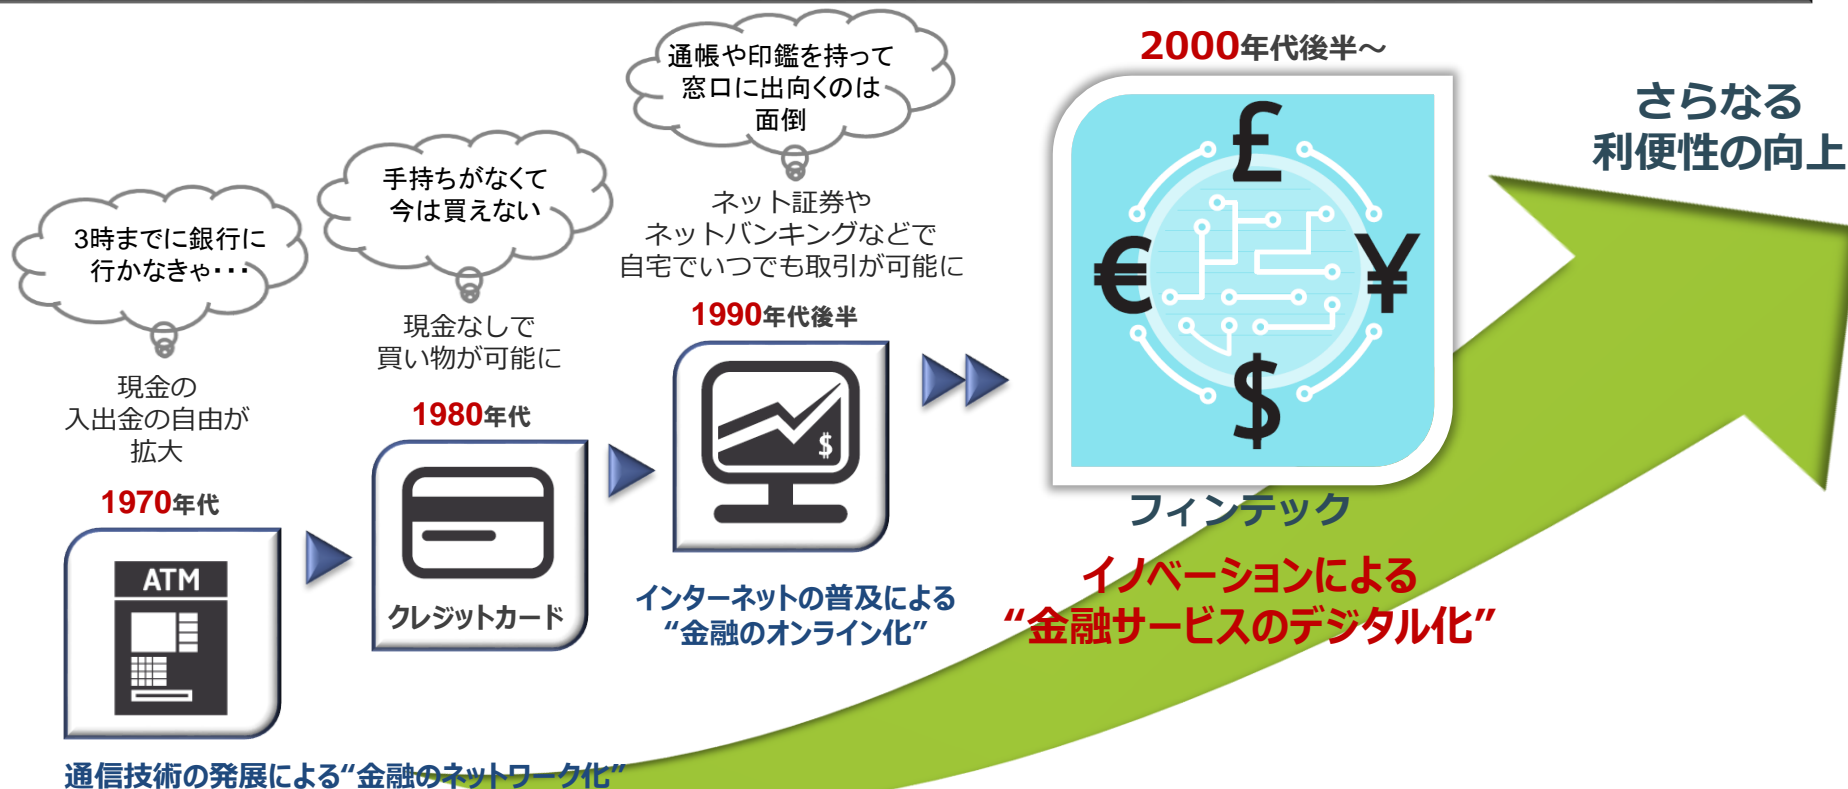 3時までに銀行に
行かなきゃ・・・
現金の
入出金の自由が
拡大
1970年代
ATM
手持ちがなくて
今は買えない
現金なしで
買い物が可能に
1980年代
クレジットカード
通信技術の発展による“金融のネットワーク化”
通帳や印鑑を持って
窓口に出向くのは
面倒
ネット証券や
ネットバンキングなどで
自宅でいつでも取引が可能に
1990年代後半
$
インターネットの普及による
“金融のオンライン化”
2000年代後半～
£
€
¥
$
フィンテック
イノベーションによる
“金融サービスのデジタル化”
さらなる
利便性の向上